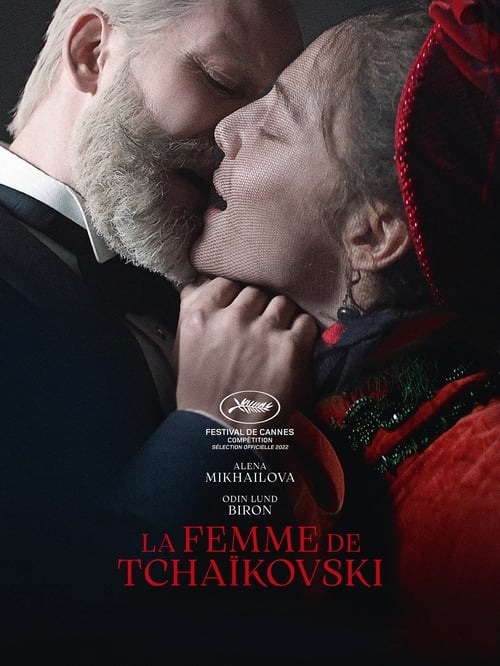 FESTIVAL DE CANNES
COMPÉTITION
SÉLECTION OFFICIELLE 2022
ALENA
MIKHAILOVA
ODIN LUND
BIRON
LA FEMME DE
TCHAÏKOVSKI